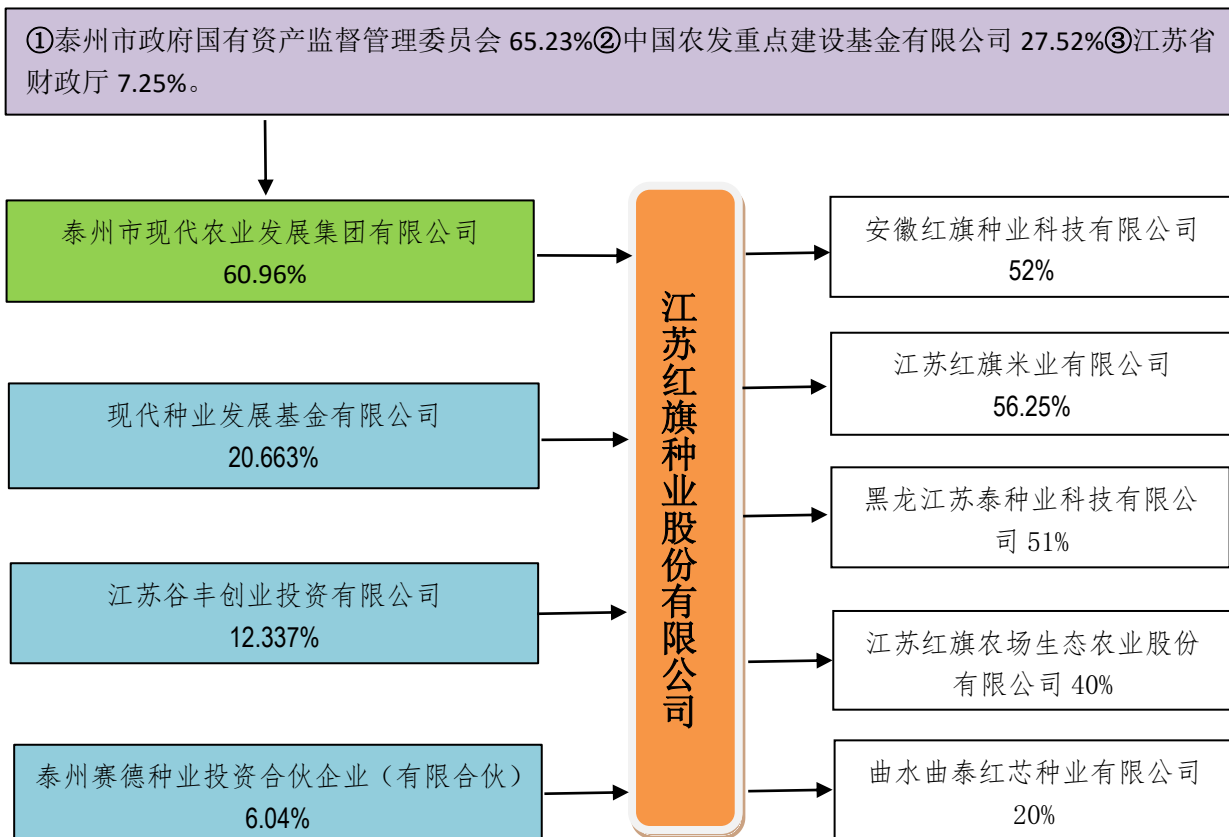 ①泰州市政府国有资产监督管理委员会 65.23%②中国农发重点建设基金有限公司 27.52%③江苏省
财政厅 7.25%。
泰州市现代农业发展集团有限公司
60.96%
现代种业发展基金有限公司
20.663%
江苏谷丰创业投资有限公司
12.337%
泰州赛德种业投资合伙企业（有限合伙）
6.04%
江苏红旗种业股份有限公司
安徽红旗种业科技有限公司
52%
江苏红旗米业有限公司
56.25%
黑龙江苏泰种业科技有限公
司 51%
江苏红旗农场生态农业股份
有限公司 40%
曲水曲泰红芯种业有限公司
20%